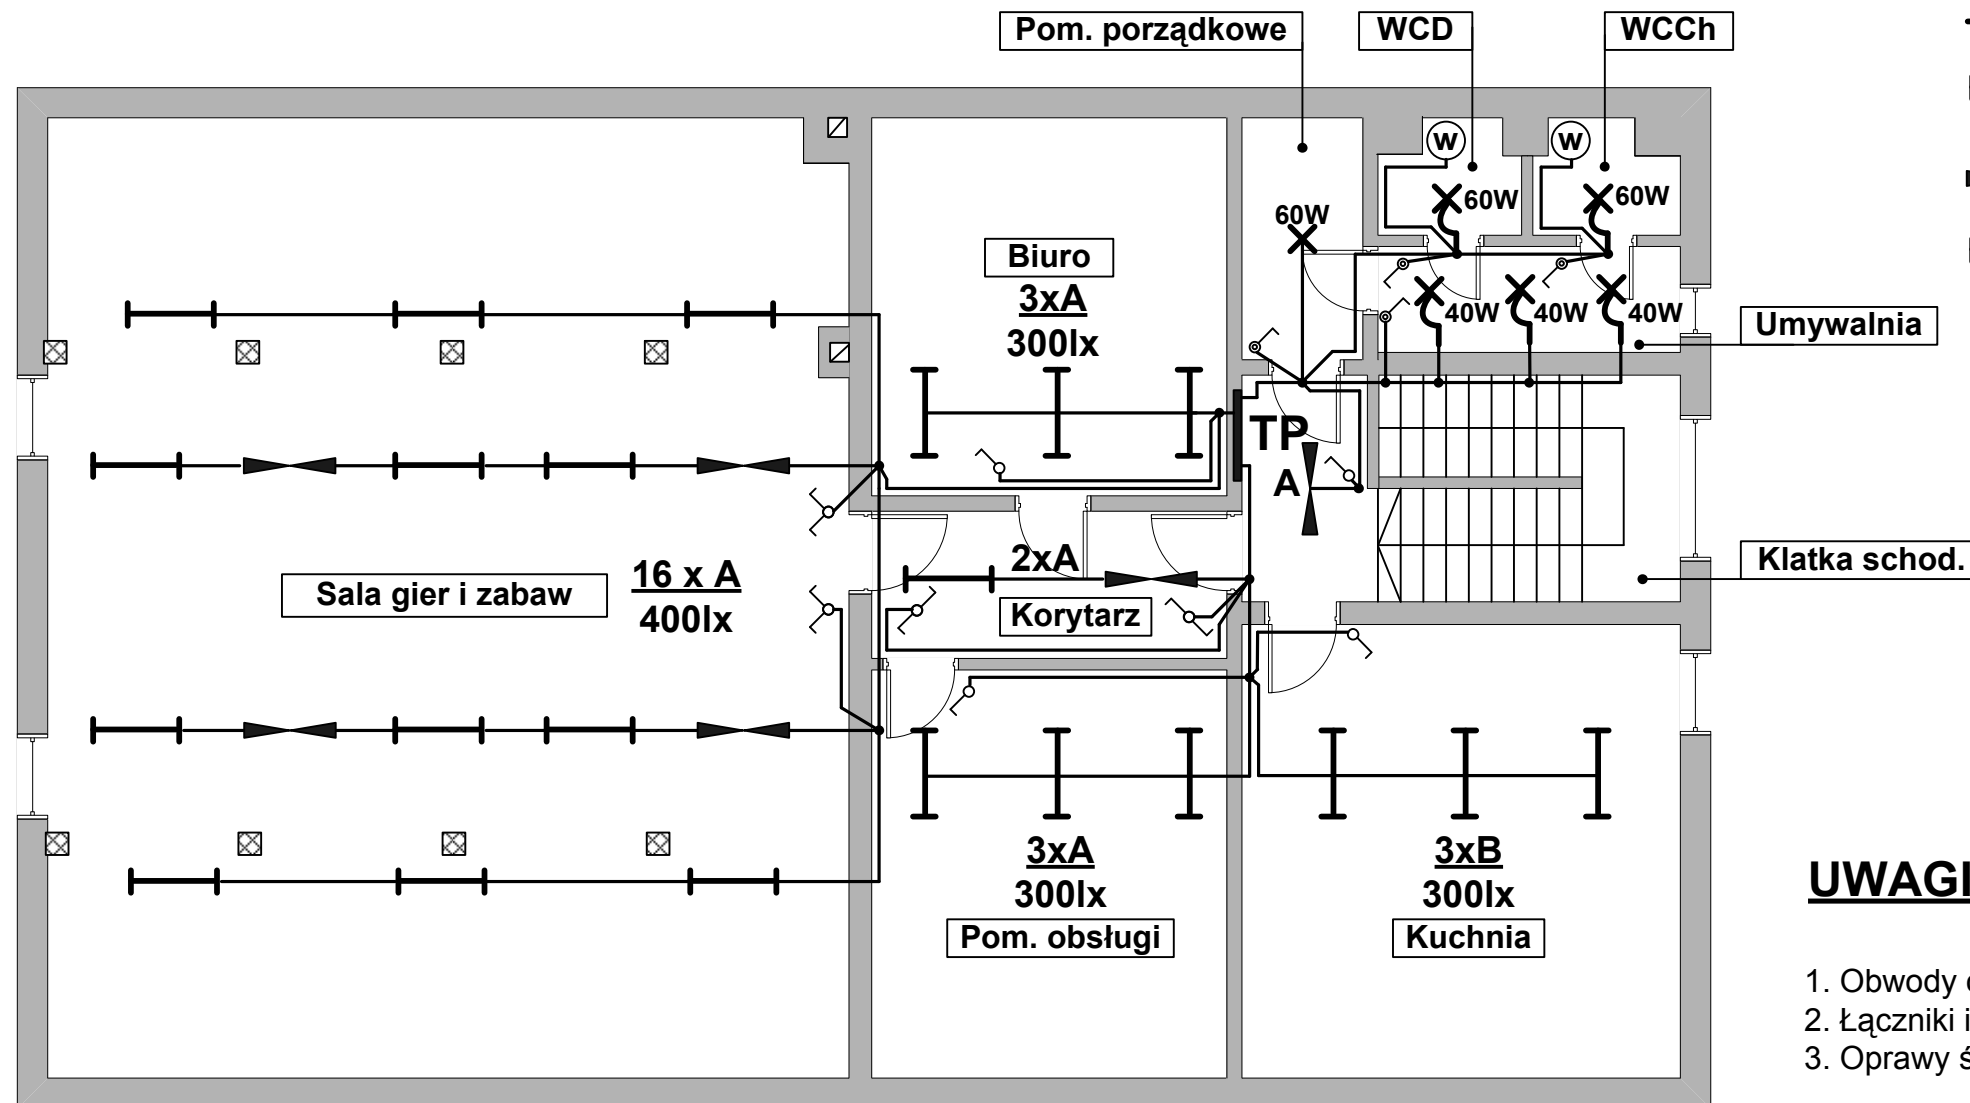 Pom. porządkowe
WCD
WCCh
w
w
60W
60W
60W
Biuro
3xA
300lx
40W
40W
40W
Umywalnia
TP
A
2xA
Korytarz
Klatka schod.
Sala gier i zabaw
16 x A
400lx
3xA
300lx
Pom. obsługi
3xB
300lx
Kuchnia
UWAGI
1. Obwody
2. Łączniki i
3. Oprawy ś